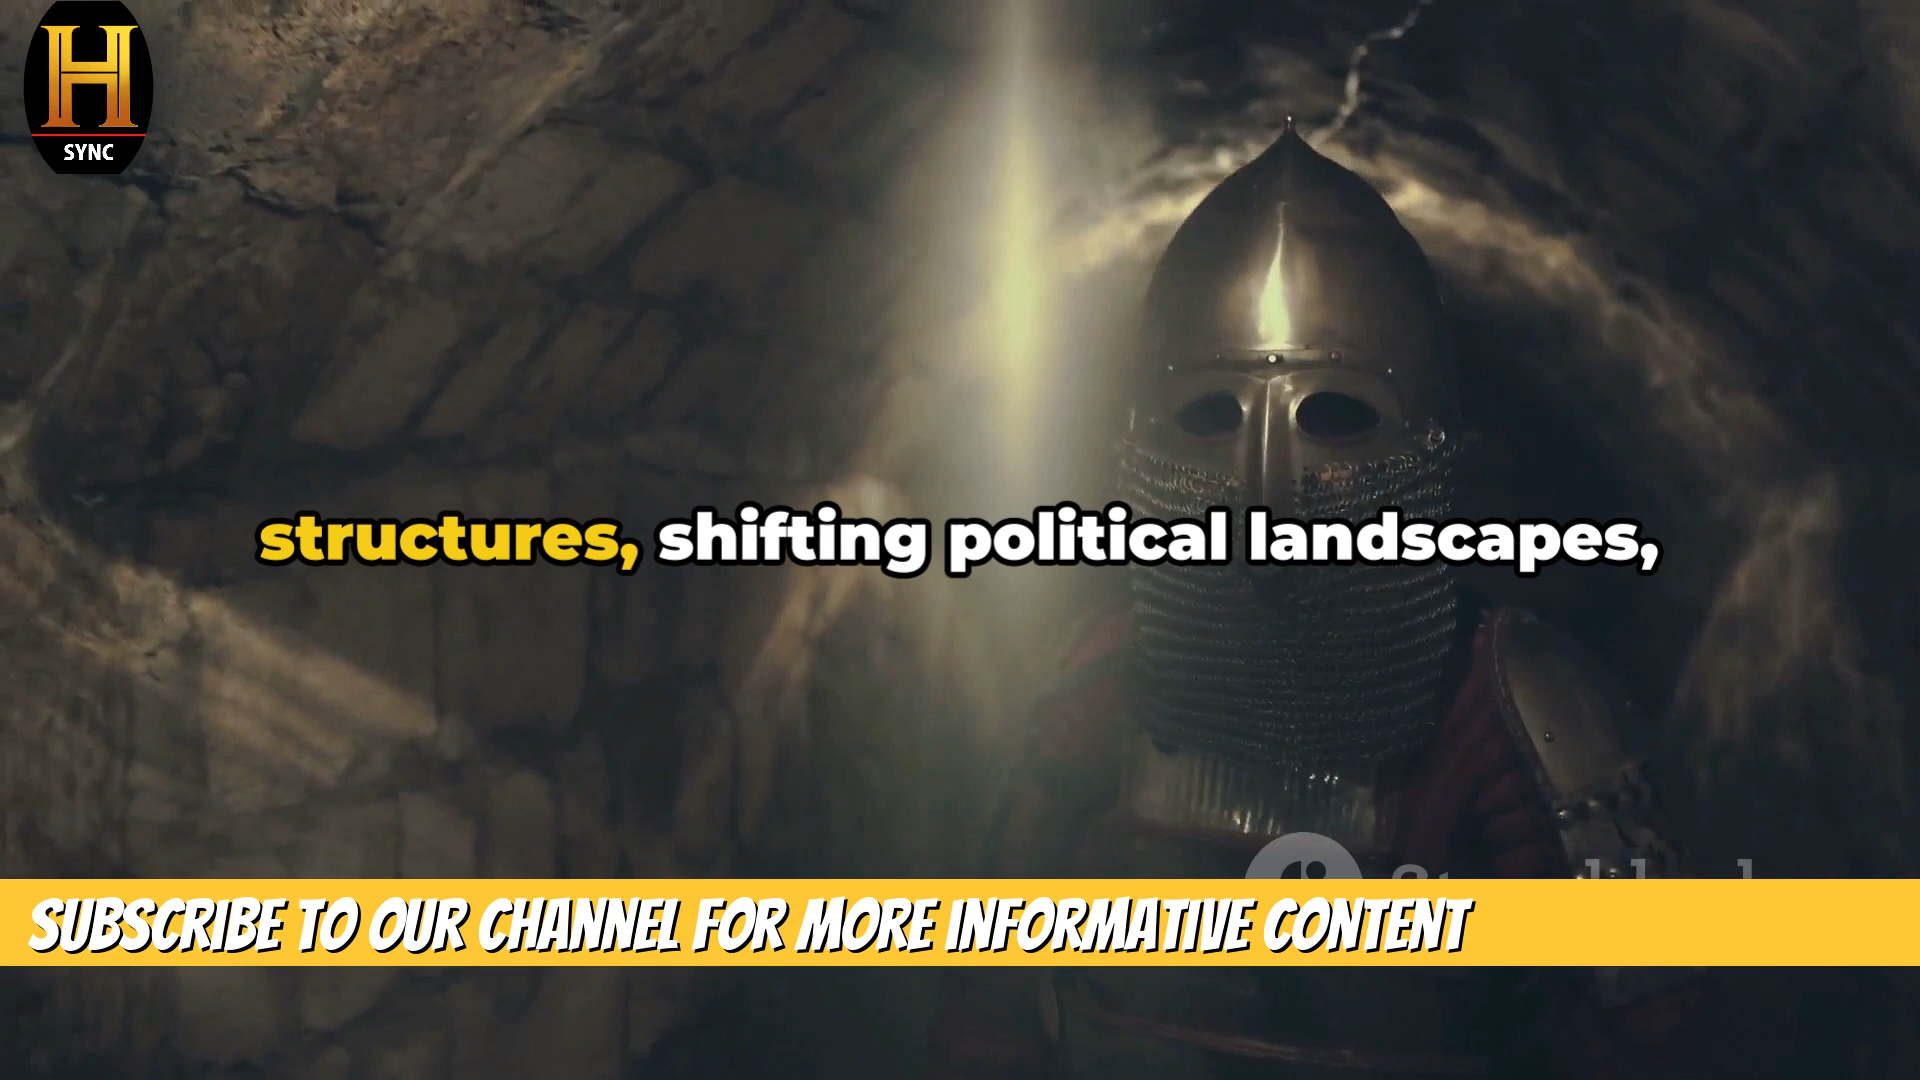 H
SYNC
structures, shifting political landscapes,
SUBSCRIBE TO OUR CHANNEL FOR MORE INFORMATIVE CONTENT